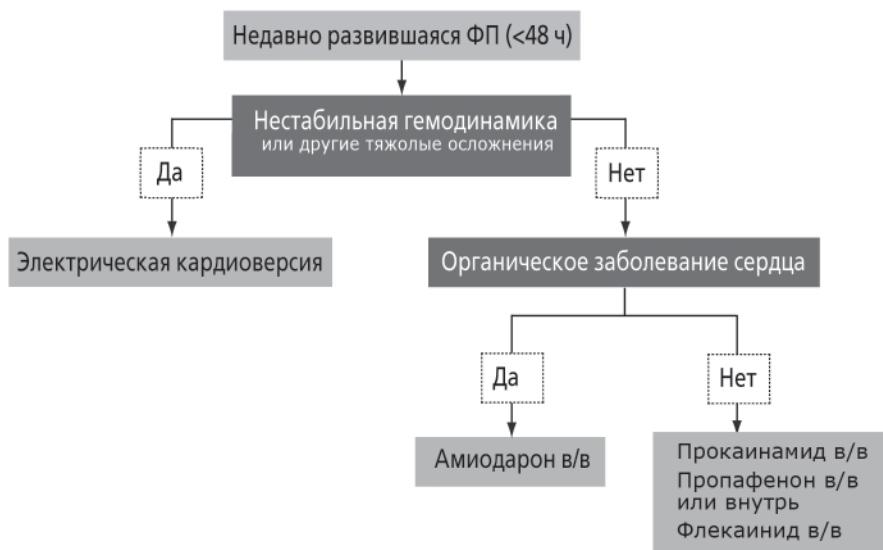 Недавно развившаяся ФП (<48 ч)
Нестабильная гемодинамика
или другие тяжолые осложнения
Да
Нет
Электрическая кардиоверсия
Органическое заболевание сердца
Да
Нет
Амиодарон в/в
Прокаинамид в/в
Пропафенон в/в
или внутрь
Флекаинид в/в